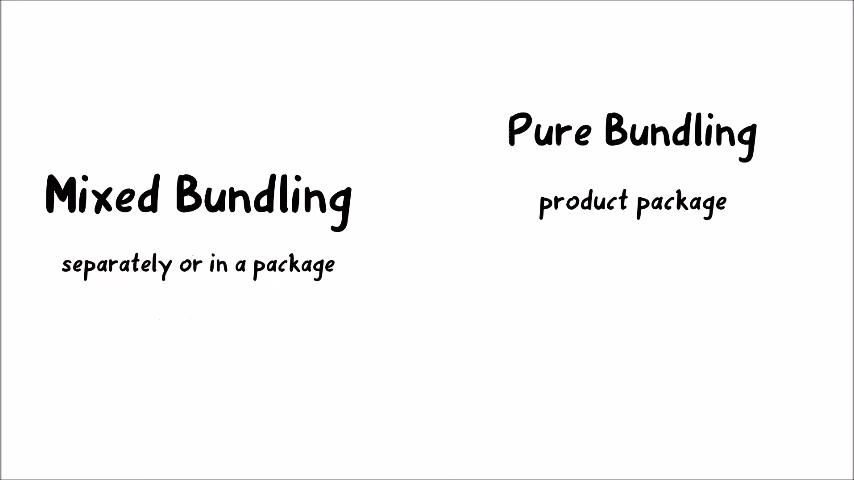 Mixed Bundling
separately or in a package
Pure Bundling
product package